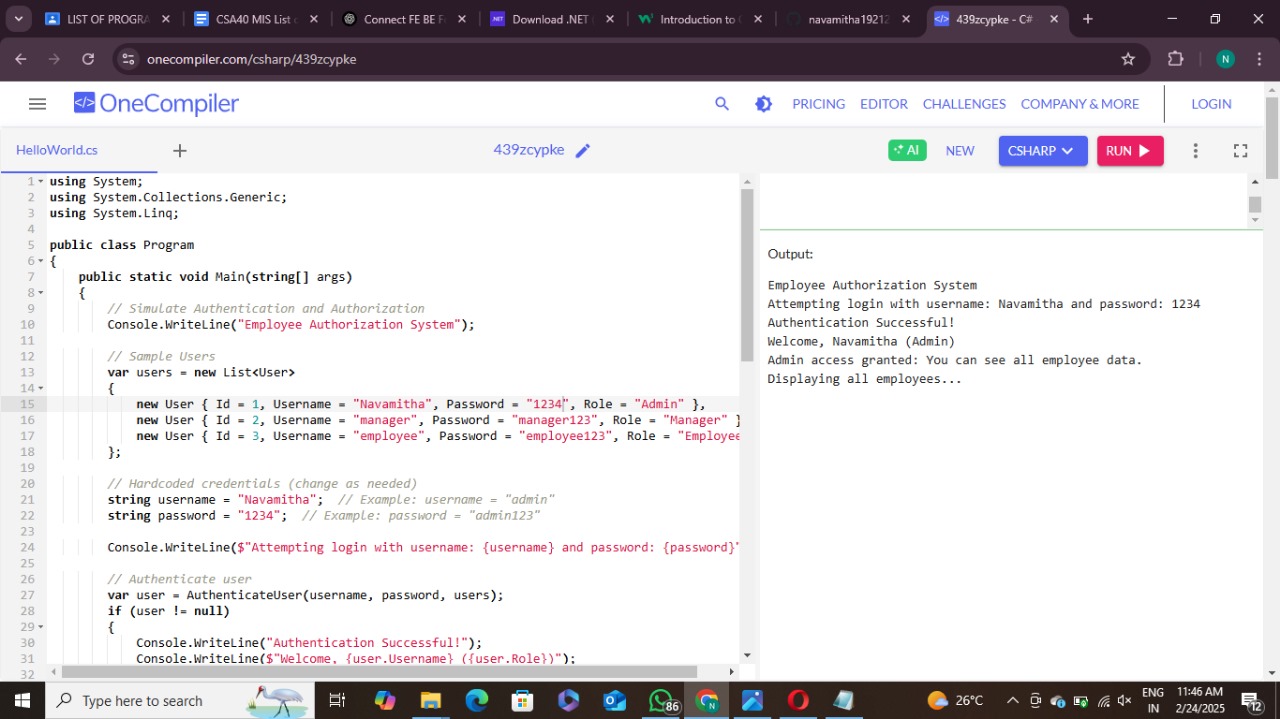 LIST OF PROGRA
CSA40 MIS List o
Connect FE BE F
Download .NET
Introduction to
navamitha19212
439zcypke - C#
onecompiler.com/csharp/439zcypke
N
</> OneCompiler
PRICING
EDITOR
CHALLENGES
COMPANY & MORE
LOGIN
HelloWorld.cs
439zcypke
AI
NEW
CSHARP
RUN
1 using System;
2 using System.Collections.Generic;
3 using System.Linq;
4
5 public class Program
6 {
7 public static void Main(string[] args)
8 {
9 // Simulate Authentication and Authorization
10 Console.WriteLine("Employee Authorization System");
11
12 // Sample Users
13 var users = new List<User>
14 {
15 new User { Id = 1, Username = "Navamitha", Password = "1234", Role = "Admin" },
16 new User { Id = 2, Username = "manager", Password = "manager123", Role = "Manager" }
17 new User { Id = 3, Username = "employee", Password = "employee123", Role = "Employee
18 };
19
20 // Hardcoded credentials (change as needed)
21 string username = "Navamitha"; // Example: username = "admin"
22 string password = "1234"; // Example: password = "admin123"
23
24 Console.WriteLine($"Attempting login with username: {username} and password: {password}"
25
26 // Authenticate user
27 var user = AuthenticateUser(username, password, users);
28 if (user != null)
29 {
30 Console.WriteLine("Authentication Successful!");
31 Console.WriteLine($"Welcome, {user.Username} ({user.Role})");
32
Output:
Employee Authorization System
Attempting login with username: Navamitha and password: 1234
Authentication Successful!
Welcome, Navamitha (Admin)
Admin access granted: You can see all employee data.
Displaying all employees...
Type here to search
86
26°C
ENG
IN
11:46 AM
2/24/2025
12